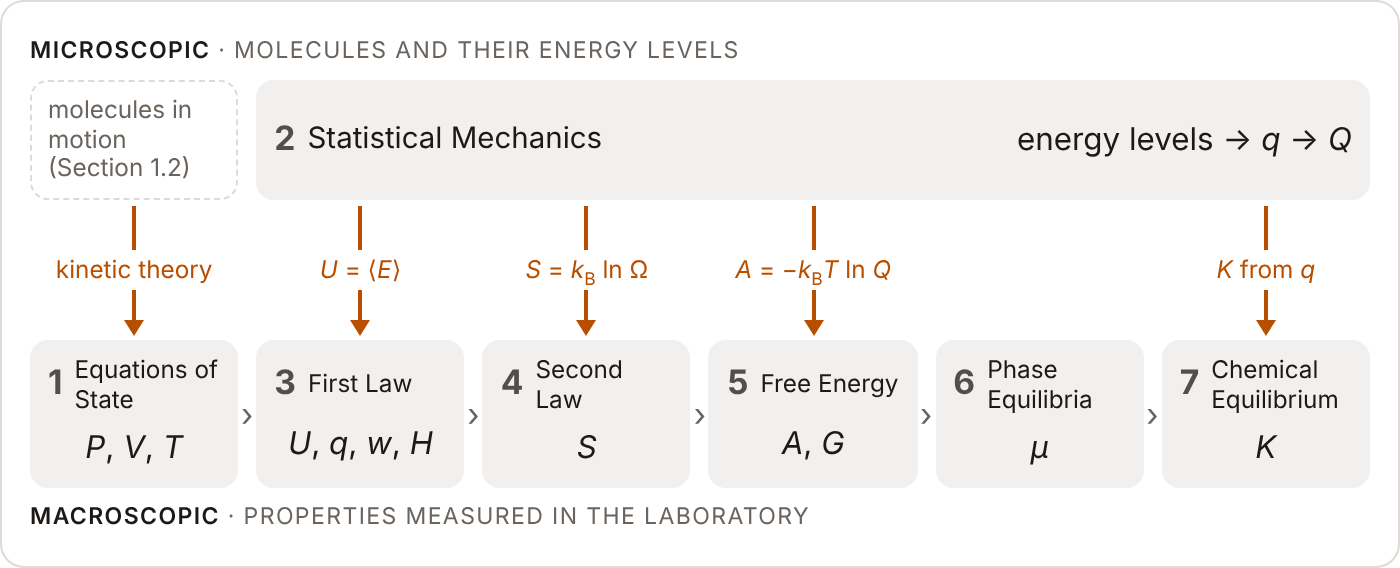 MICROSCOPIC · MOLECULES AND THEIR ENERGY LEVELS
molecules in
motion
(Section 1.2)
2 Statistical Mechanics
energy levels → q → Q
kinetic theory
U = ⟨E⟩
S = k_B ln Ω
A = −k_BT ln Q
K from q
1 Equations of
State
P, V, T
›
3 First Law
U, q, w, H
›
4 Second
Law
S
›
5 Free Energy
A, G
›
6 Phase
Equilibria
μ
›
7 Chemical
Equilibrium
K
MACROSCOPIC · PROPERTIES MEASURED IN THE LABORATORY